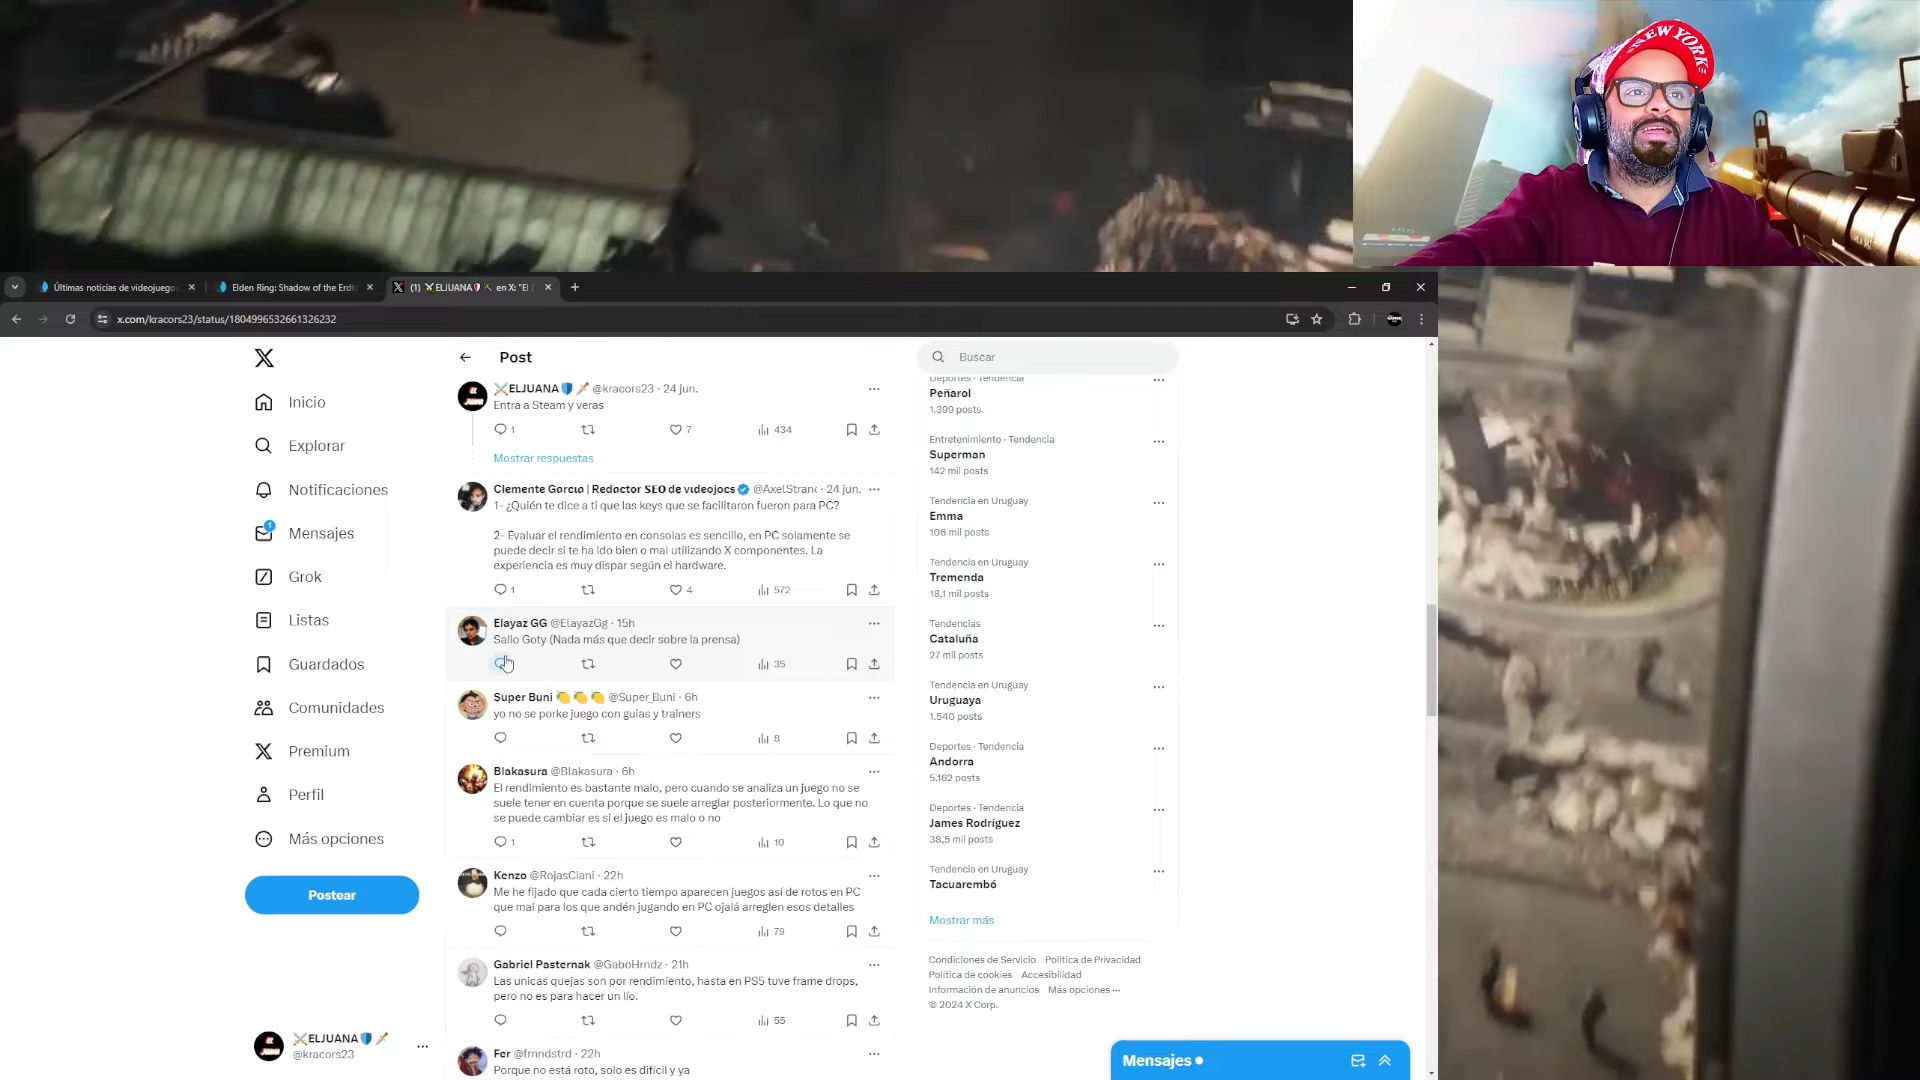 NEW YORK
Últimas noticias de videojuego
Elden Ring: Shadow of the Erdt
(1) ⚔️ELJUANA🛡️🗡️ en X: "El
x.com/kracors23/status/1804996532661326232
Post
Buscar
Inicio
Explorar
Notificaciones
1
Mensajes
Grok
Listas
Guardados
Comunidades
Premium
Perfil
Más opciones
Postear
⚔️ELJUANA🛡️🗡️
@kracors23
⚔️ELJUANA🛡️🗡️ @kracors23 · 24 jun.
Entra a Steam y veras
1 7 434
Mostrar respuestas
Clemente Garcıa | Redactor SEO de vıdeojocs @AxelStranc · 24 jun.
1- ¿Quién te dice a ti que las keys que se facilitaron fueron para PC?
2- Evaluar el rendimiento en consolas es sencillo, en PC solamente se
puede decir si te ha ido bien o mal utilizando X componentes. La
experiencia es muy dispar según el hardware.
1 4 572
Elayaz GG @ElayazGg · 15h
Salio Goty (Nada más que decir sobre la prensa)
35
Super Buni 🍋🍋🍋 @Super_Buni · 6h
yo no se porke juego con guias y trainers
8
Blakasura @Blakasura · 6h
El rendimiento es bastante malo, pero cuando se analiza un juego no se
suele tener en cuenta porque se suele arreglar posteriormente. Lo que no
se puede cambiar es si el juego es malo o no
1 10
Kenzo @RojasClani · 22h
Me he fijado que cada cierto tiempo aparecen juegos así de rotos en PC
que mal para los que andén jugando en PC ojalá arreglen esos detalles
79
Gabriel Pasternak @GaboHrndz · 21h
Las unicas quejas son por rendimiento, hasta en PS5 tuve frame drops,
pero no es para hacer un lío.
55
Fer @frnndstrd · 22h
Porque no está roto, solo es difícil y ya
Deportes · Tendencia
Peñarol
1.399 posts
Entretenimiento · Tendencia
Superman
142 mil posts
Tendencia en Uruguay
Emma
106 mil posts
Tendencia en Uruguay
Tremenda
18,1 mil posts
Tendencias
Cataluña
27 mil posts
Tendencia en Uruguay
Uruguaya
1.540 posts
Deportes · Tendencia
Andorra
5.162 posts
Deportes · Tendencia
James Rodríguez
38,5 mil posts
Tendencia en Uruguay
Tacuarembó
Mostrar más
Condiciones de Servicio Política de Privacidad
Política de cookies Accesibilidad
Información de anuncios Más opciones ···
© 2024 X Corp.
Mensajes